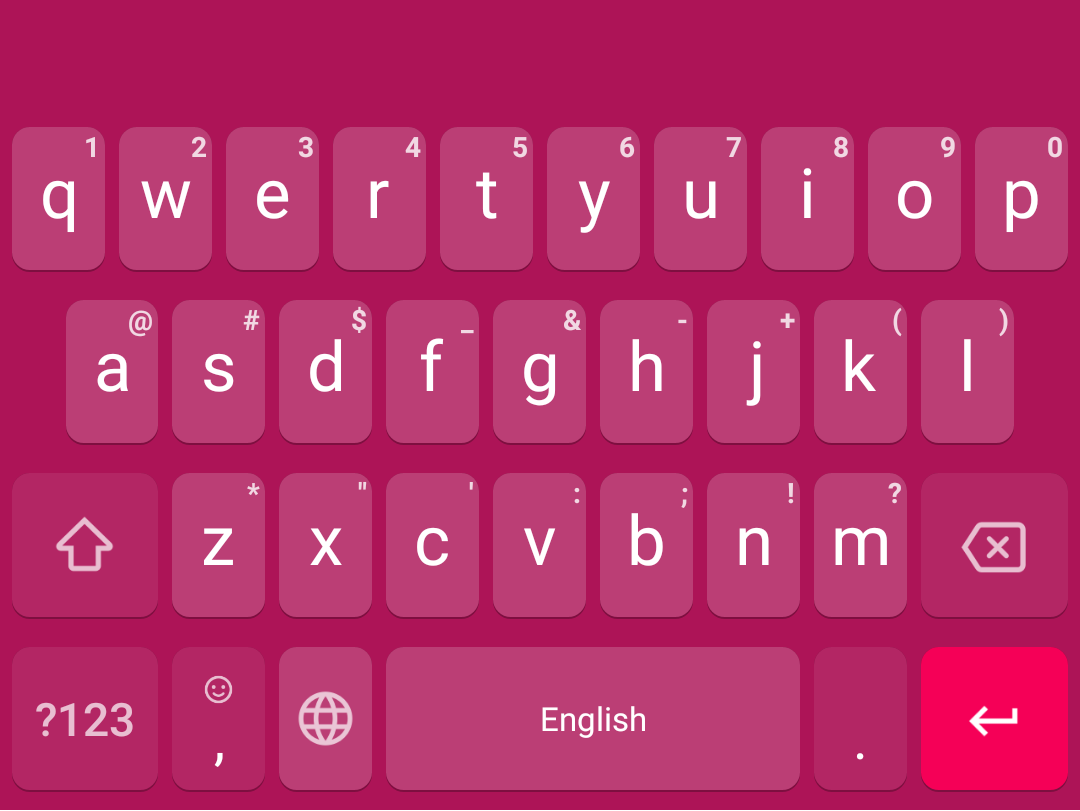 1 2 3 4 5 6 7 8 9 0
q w e r t y u i o p
@ # $ _ & - + ( )
a s d f g h j k l
* " ' : ; ! ?
z x c v b n m
?123 , English .